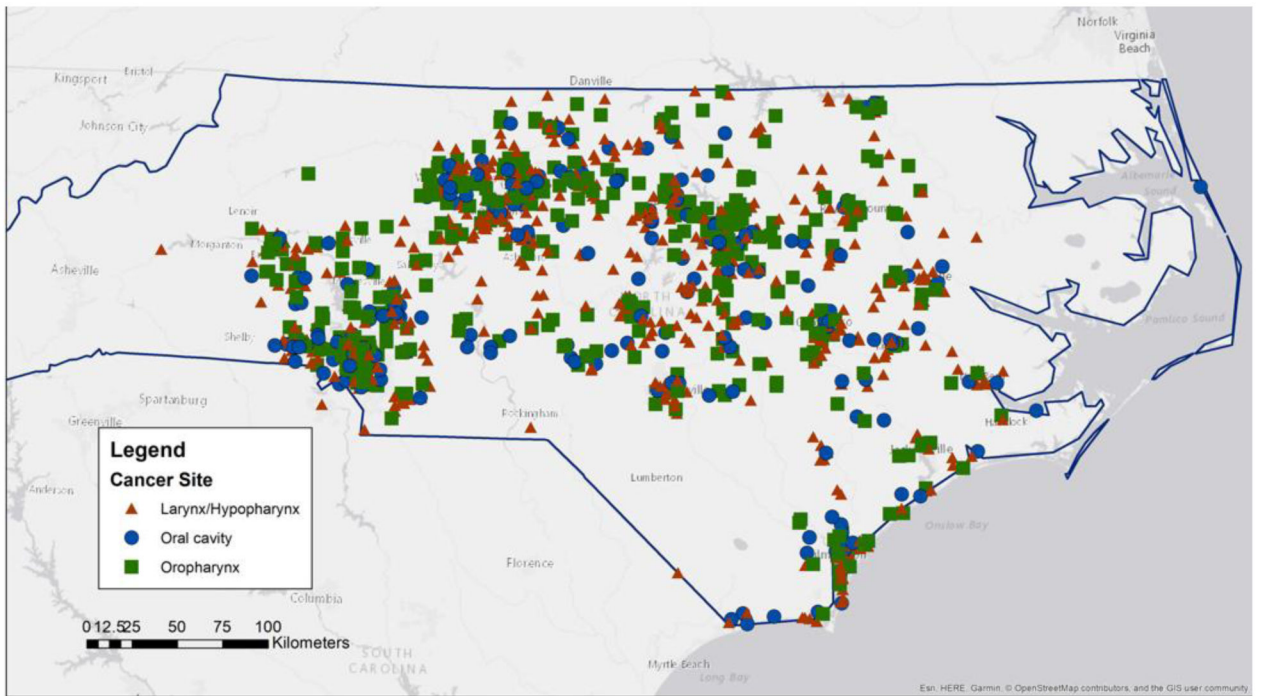 Norfolk
Virginia
Beach
Kingsport
Bristol
Danville
Johnson City
Albemarle
Sound
Lenoir
Morganton
Asheville
NORTH
CAROLINA
Pamlico Sound
Shelby
Spartanburg
Rockingham
Greenville
Legend
Cancer Site
Larynx/Hypopharynx
Oral cavity
Oropharynx
Lumberton
Anderson
Onslow Bay
Florence
Columbia
0 12.5 25 50 75 100
Kilometers
SOUTH
CAROLINA
Myrtle Beach
Long Bay
Esri, HERE, Garmin, © OpenStreetMap contributors, and the GIS user community